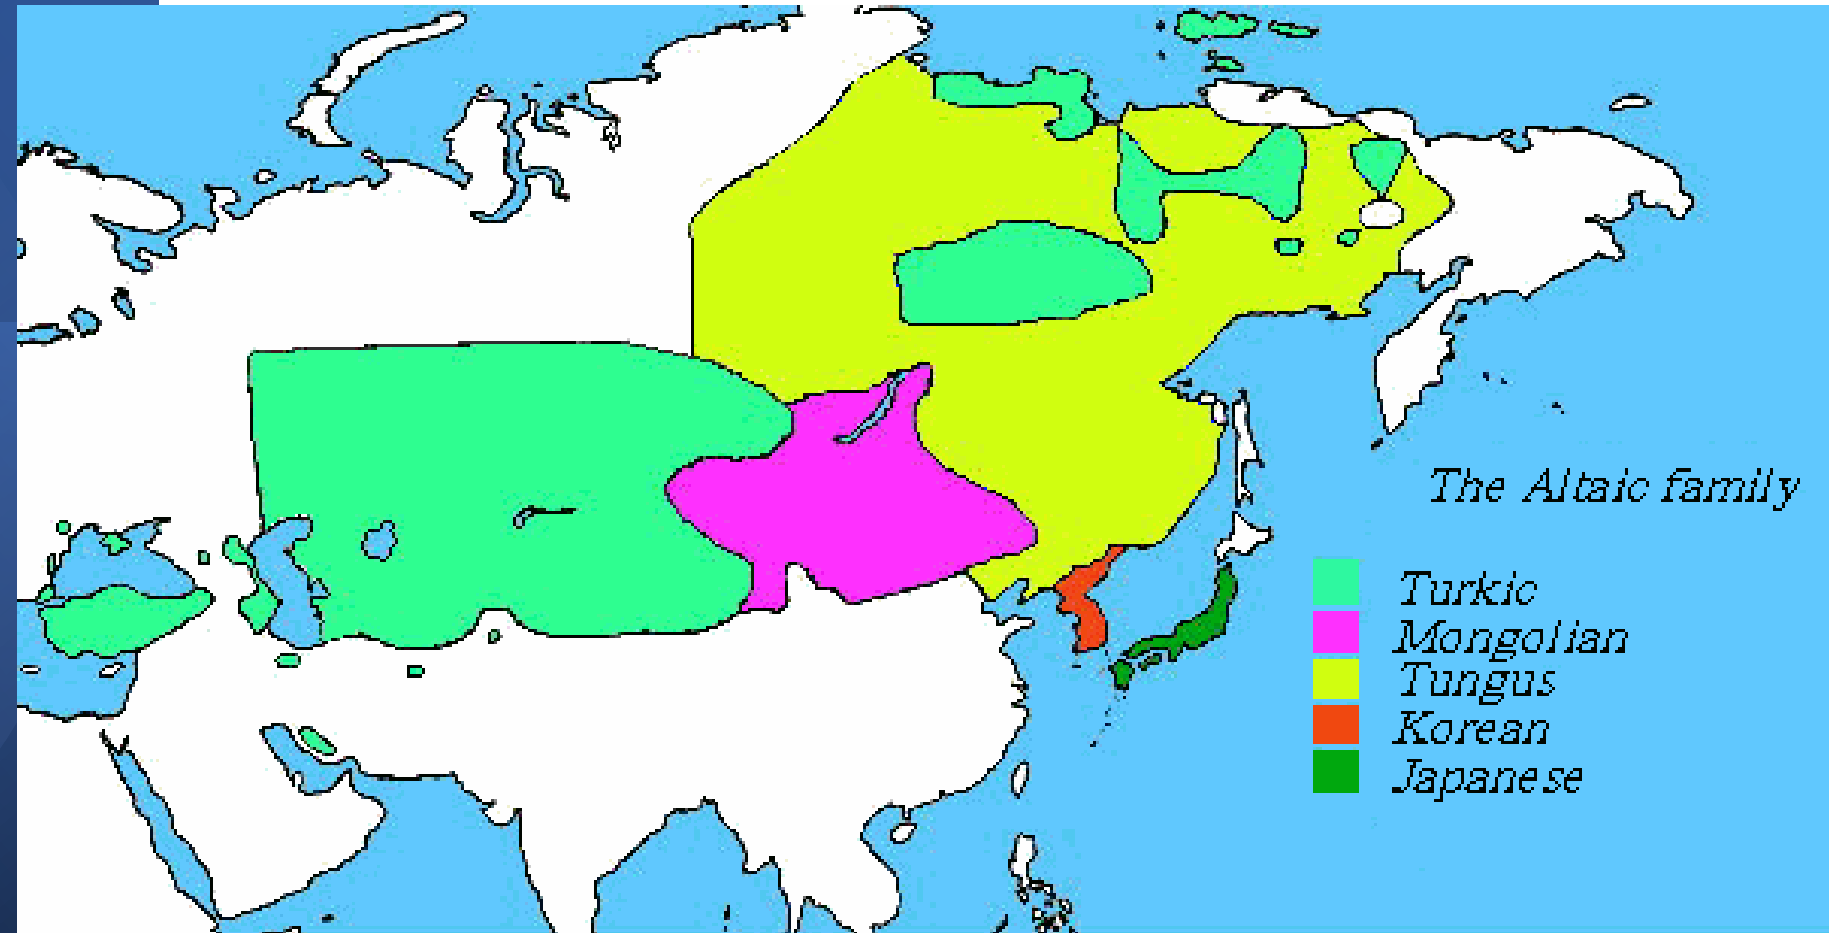 The Altaic family
Turkic
Mongolian
Tungus
Korean
Japanese